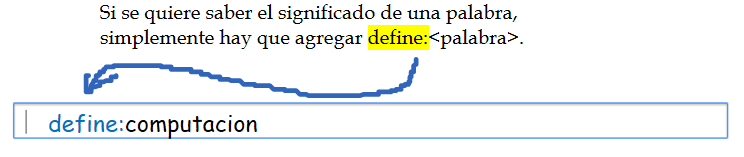 Si se quiere saber el significado de una palabra,
simplemente hay que agregar define:<palabra>.
define:computacion